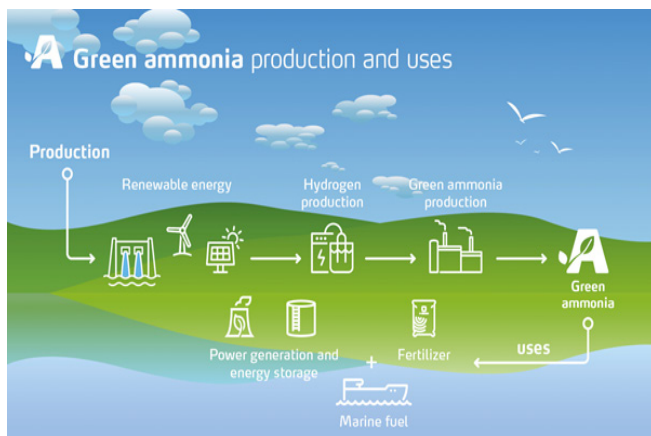 Green ammonia production and uses
Production
Renewable energy
Hydrogen
production
Green ammonia
production
Green
ammonia
Power generation and
energy storage
+
Fertilizer
uses
Marine fuel